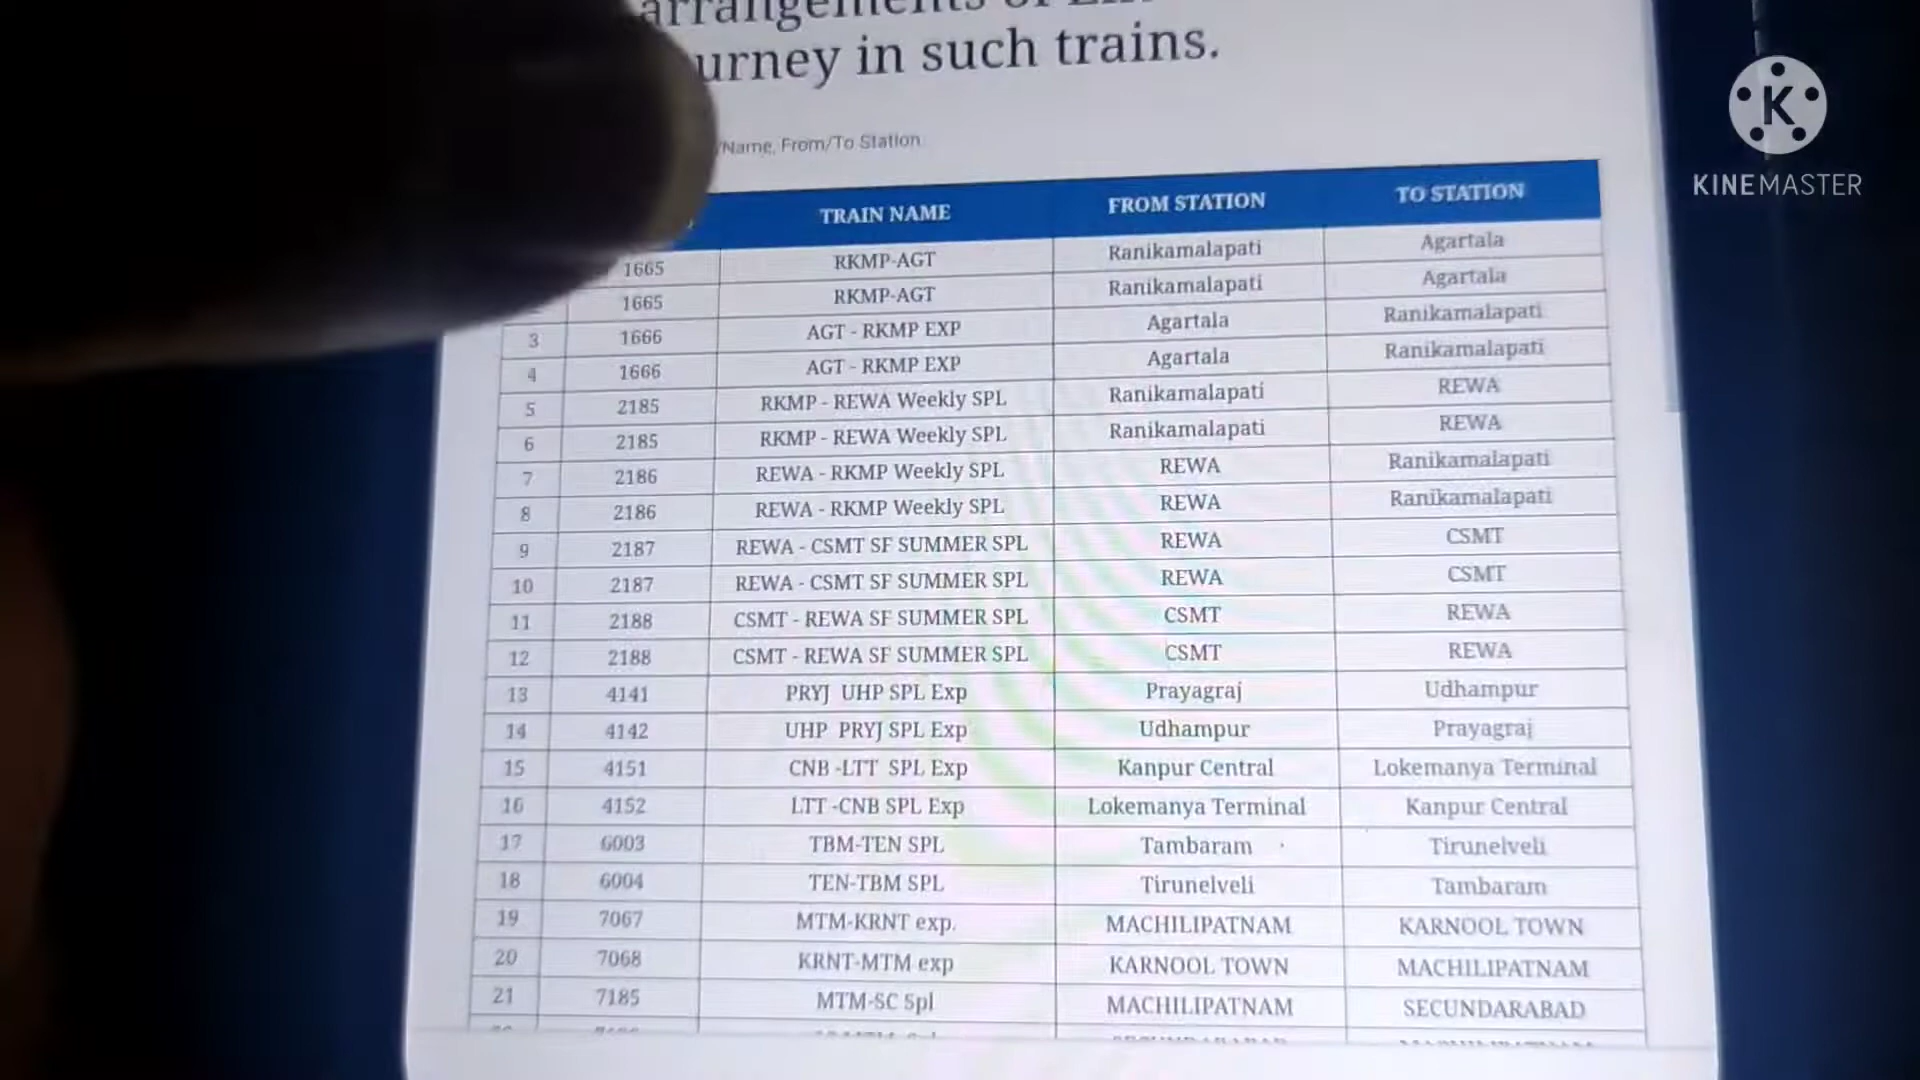 arrangements of
urney in such trains.
/Name, From/To Station
KINEMASTER
TRAIN NAME FROM STATION TO STATION
1665 RKMP-AGT Ranikamalapati Agartala
1665 RKMP-AGT Ranikamalapati Agartala
3 1666 AGT - RKMP EXP Agartala Ranikamalapati
4 1666 AGT - RKMP EXP Agartala Ranikamalapati
5 2185 RKMP - REWA Weekly SPL Ranikamalapati REWA
6 2185 RKMP - REWA Weekly SPL Ranikamalapati REWA
7 2186 REWA - RKMP Weekly SPL REWA Ranikamalapati
8 2186 REWA - RKMP Weekly SPL REWA Ranikamalapati
9 2187 REWA - CSMT SF SUMMER SPL REWA CSMT
10 2187 REWA - CSMT SF SUMMER SPL REWA CSMT
11 2188 CSMT - REWA SF SUMMER SPL CSMT REWA
12 2188 CSMT - REWA SF SUMMER SPL CSMT REWA
13 4141 PRYJ UHP SPL Exp Prayagraj Udhampur
14 4142 UHP PRYJ SPL Exp Udhampur Prayagraj
15 4151 CNB -LTT SPL Exp Kanpur Central Lokemanya Terminal
16 4152 LTT -CNB SPL Exp Lokemanya Terminal Kanpur Central
17 6003 TBM-TEN SPL Tambaram Tirunelveli
18 6004 TEN-TBM SPL Tirunelveli Tambaram
19 7067 MTM-KRNT exp. MACHILIPATNAM KARNOOL TOWN
20 7068 KRNT-MTM exp KARNOOL TOWN MACHILIPATNAM
21 7185 MTM-SC Spl MACHILIPATNAM SECUNDARABAD